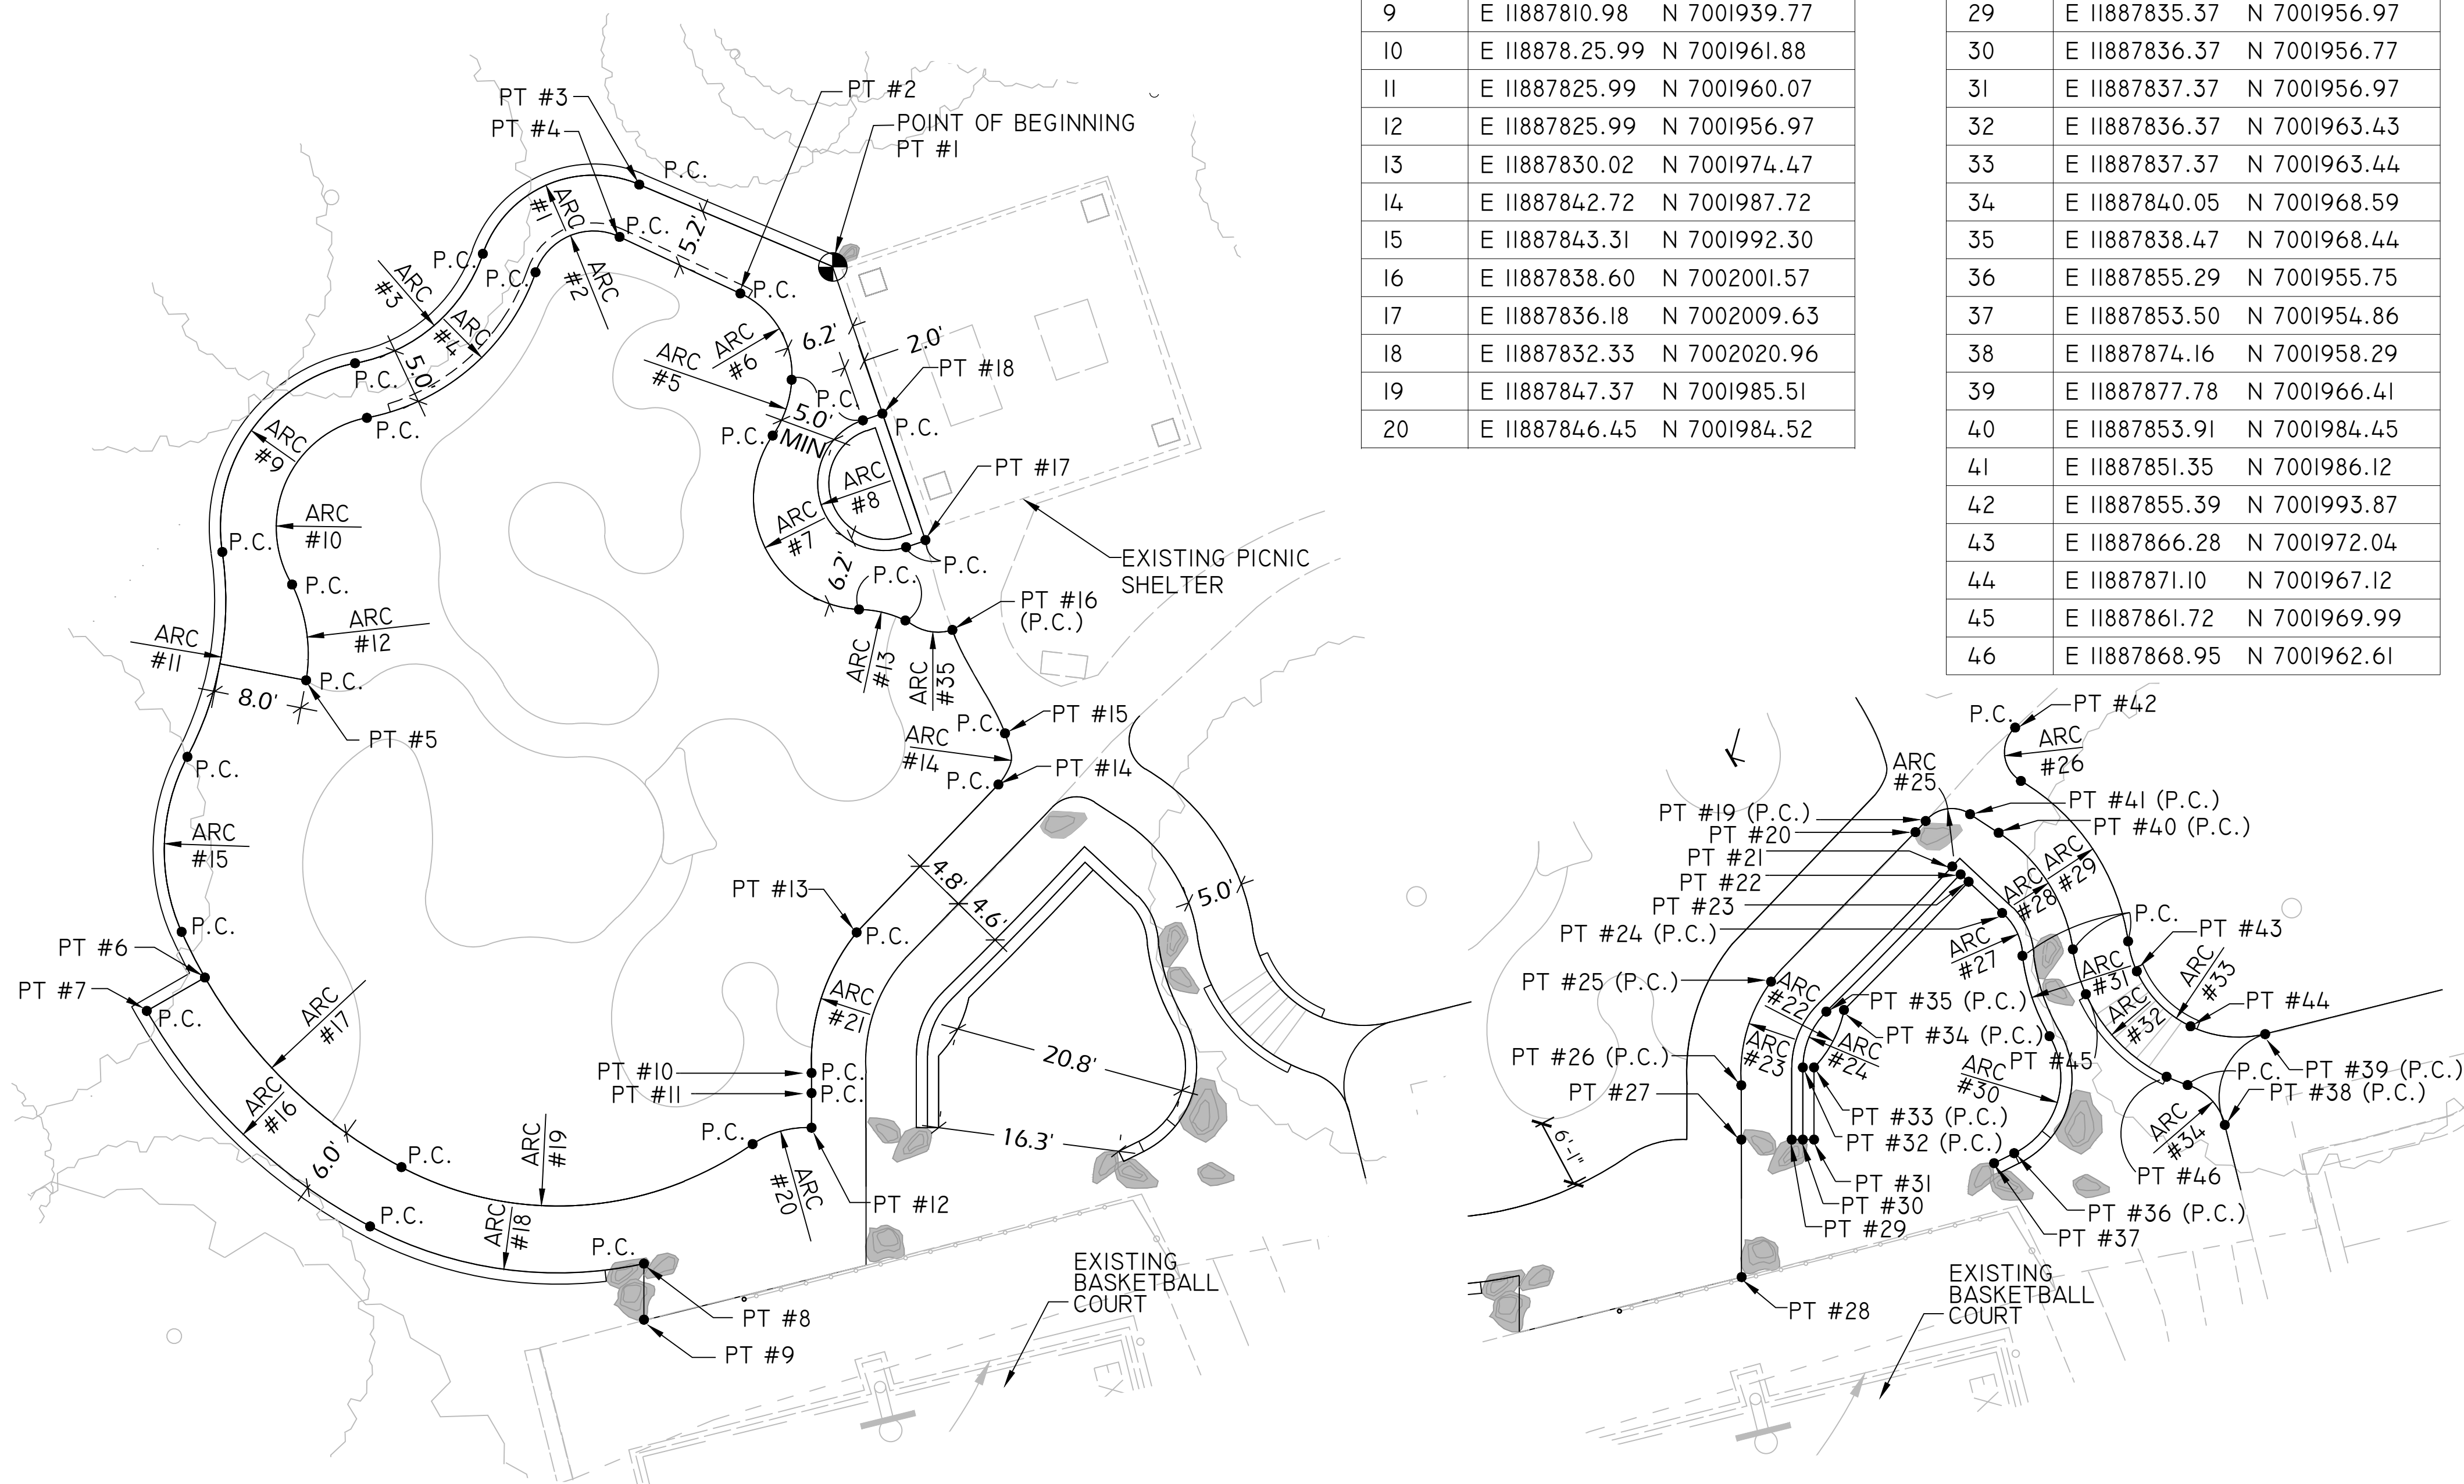 9 E 11887810.98 N 7001939.77
10 E 118878.25.99 N 7001961.88
11 E 11887825.99 N 7001960.07
12 E 11887825.99 N 7001956.97
13 E 11887830.02 N 7001974.47
14 E 11887842.72 N 7001987.72
15 E 11887843.31 N 7001992.30
16 E 11887838.60 N 7002001.57
17 E 11887836.18 N 7002009.63
18 E 11887832.33 N 7002020.96
19 E 11887847.37 N 7001985.51
20 E 11887846.45 N 7001984.52
29 E 11887835.37 N 7001956.97
30 E 11887836.37 N 7001956.77
31 E 11887837.37 N 7001956.97
32 E 11887836.37 N 7001963.43
33 E 11887837.37 N 7001963.44
34 E 11887840.05 N 7001968.59
35 E 11887838.47 N 7001968.44
36 E 11887855.29 N 7001955.75
37 E 11887853.50 N 7001954.86
38 E 11887874.16 N 7001958.29
39 E 11887877.78 N 7001966.41
40 E 11887853.91 N 7001984.45
41 E 11887851.35 N 7001986.12
42 E 11887855.39 N 7001993.87
43 E 11887866.28 N 7001972.04
44 E 11887871.10 N 7001967.12
45 E 11887861.72 N 7001969.99
46 E 11887868.95 N 7001962.61
PT #2
PT #3
PT #4
POINT OF BEGINNING
PT #1
P.C.
P.C.
P.C.
P.C.
P.C.
ARC
#1
ARC
#2
5.2'
ARC
#3
ARC
#4
5.0'
P.C.
P.C.
ARC
#5
ARC
#6
6.2'
2.0'
PT #18
P.C.
P.C.
5.0'
MIN.
P.C.
ARC
#7
ARC
#8
PT #17
P.C.
6.2'
P.C.
EXISTING PICNIC
SHELTER
PT #16
(P.C.)
ARC
#13
ARC
#35
ARC
#9
ARC
#10
P.C.
P.C.
ARC
#12
ARC
#11
P.C.
8.0'
PT #5
P.C.
PT #15
P.C.
ARC
#14
PT #14
P.C.
ARC
#15
P.C.
PT #6
PT #7
P.C.
ARC
#17
ARC
#16
6.0'
P.C.
P.C.
ARC
#19
ARC
#18
P.C.
PT #8
PT #9
PT #13
P.C.
4.8'
4.6'
5.0'
ARC
#21
PT #10
P.C.
PT #11
P.C.
P.C.
ARC
#20
PT #12
20.8'
16.3'
EXISTING
BASKETBALL
COURT
PT #42
P.C.
ARC
#26
ARC
#25
PT #19 (P.C.)
PT #20
PT #21
PT #22
PT #23
PT #24 (P.C.)
PT #25 (P.C.)
PT #26 (P.C.)
PT #27
PT #41 (P.C.)
PT #40 (P.C.)
ARC
#29
ARC
#28
ARC
#27
P.C.
PT #43
ARC
#33
PT #44
ARC
#31
ARC
#32
ARC
#22
ARC
#23
ARC
#24
PT #35 (P.C.)
PT #34 (P.C.)
PT #45
ARC
#30
PT #33 (P.C.)
PT #32 (P.C.)
PT #31
PT #30
PT #29
P.C.
PT #39 (P.C.)
PT #38 (P.C.)
ARC
#34
PT #46
PT #36 (P.C.)
PT #37
6'-1"
PT #28
EXISTING
BASKETBALL
COURT